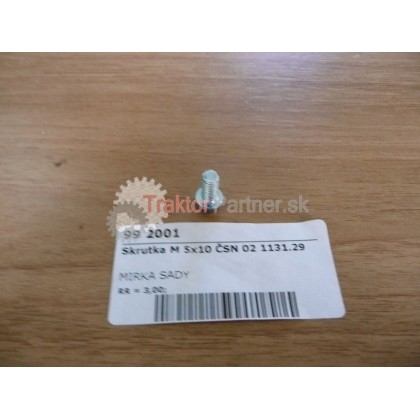 TraktorPartner.sk
99 2001
Skrutka M 5x10 ČSN 02 1131.29
MIRKA SADY
RR = 3,00;